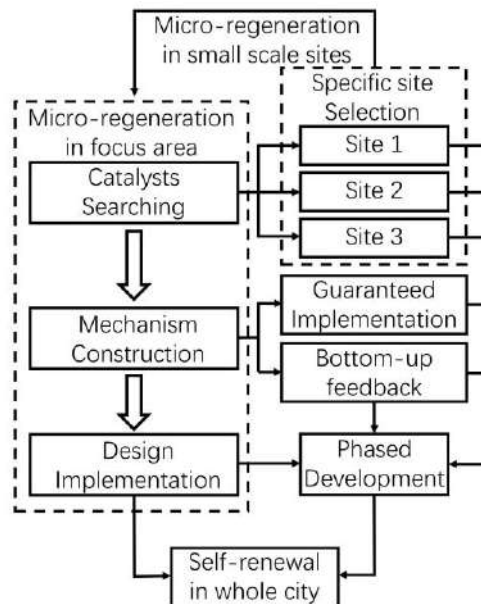 Micro-regeneration
in small scale sites
Specific site
Selection
Site 1
Site 2
Site 3
Micro-regeneration
in focus area
Catalysts
Searching
Mechanism
Construction
Guaranteed
Implementation
Bottom-up
feedback
Design
Implementation
Phased
Development
Self-renewal
in whole city